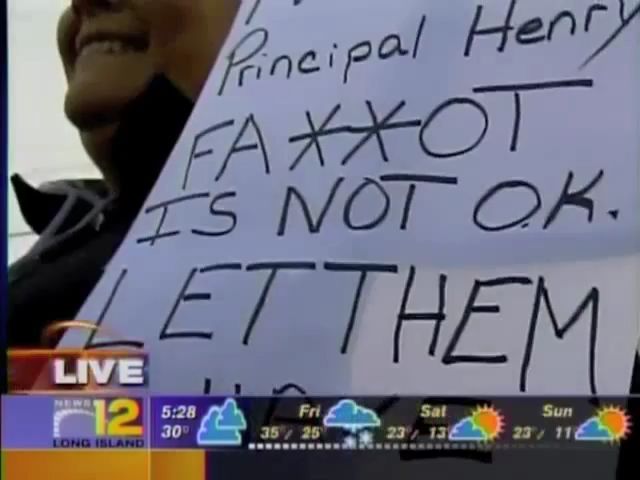 Principal Henry
FA**OT
IS NOT O.K.
LET THEM
LIVE
NEWS 12
LONG ISLAND
5:28
30°
Fri
35°/ 25°
Sat
23°/ 13°
Sun
23°/ 11°